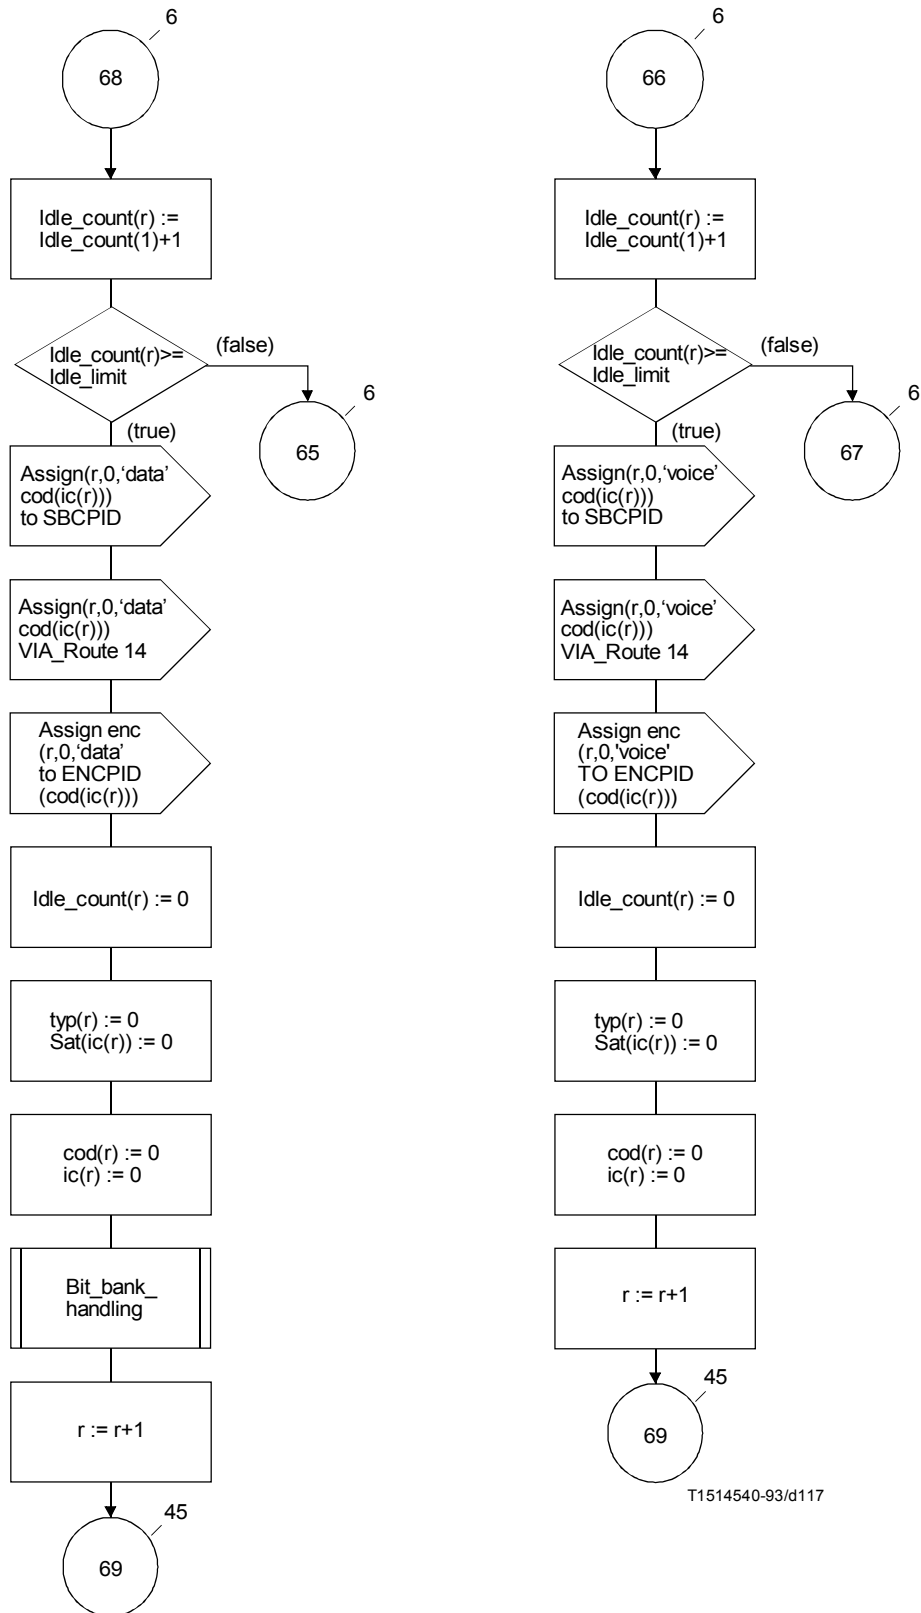 6
68
Idle_count(r) :=
Idle_count(1)+1
Idle_count(r)>=
Idle_limit
(false)
6
65
(true)
Assign(r,0,‘data’
cod(ic(r)))
to SBCPID
Assign(r,0,‘data’
cod(ic(r)))
VIA_Route 14
Assign enc
(r,0,‘data’
to ENCPID
(cod(ic(r)))
Idle_count(r) := 0
typ(r) := 0
Sat(ic(r)) := 0
cod(r) := 0
ic(r) := 0
Bit_bank_
handling
r := r+1
45
69
6
66
Idle_count(r) :=
Idle_count(1)+1
Idle_count(r)>=
Idle_limit
(false)
6
67
(true)
Assign(r,0,‘voice’
cod(ic(r)))
to SBCPID
Assign(r,0,‘voice’
cod(ic(r)))
VIA_Route 14
Assign enc
(r,0,'voice'
TO ENCPID
(cod(ic(r)))
Idle_count(r) := 0
typ(r) := 0
Sat(ic(r)) := 0
cod(r) := 0
ic(r) := 0
r := r+1
45
69
T1514540-93/d117